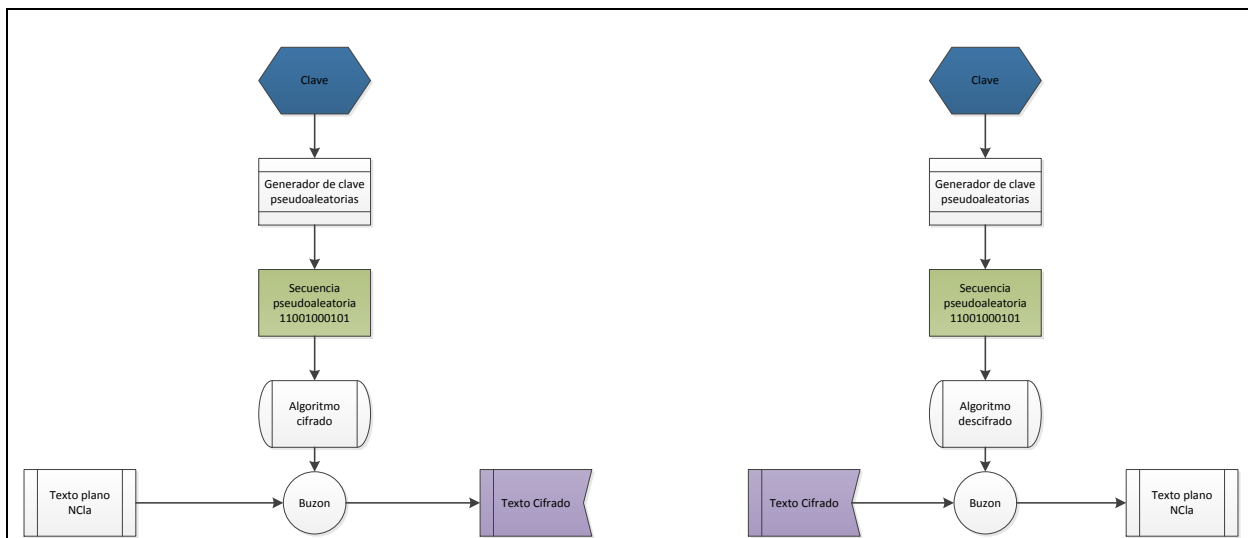 Clave
Generador de clave
pseudoaleatorias
Secuencia
pseudoaleatoria
11001000101
Algoritmo
cifrado
Texto plano
NCla
Buzon
Texto Cifrado
Clave
Generador de clave
pseudoaleatorias
Secuencia
pseudoaleatoria
11001000101
Algoritmo
descifrado
Texto Cifrado
Buzon
Texto plano
NCla